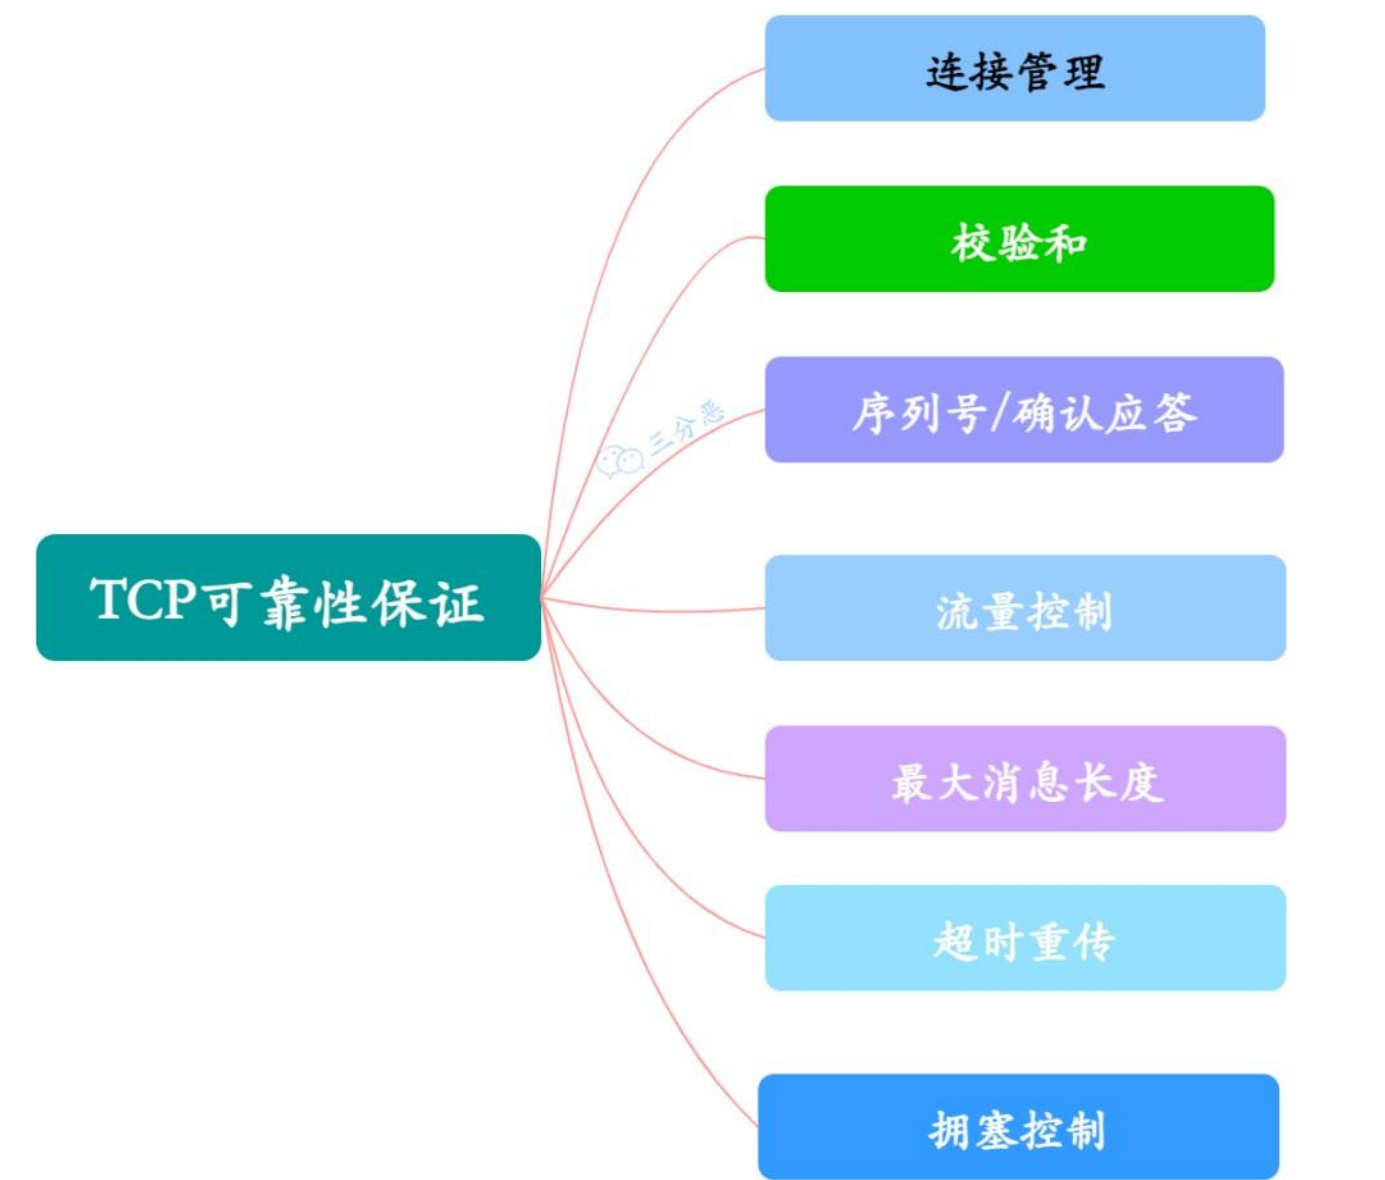 连接管理
校验和
序列号/确认应答
三分恶
TCP可靠性保证
流量控制
最大消息长度
超时重传
拥塞控制